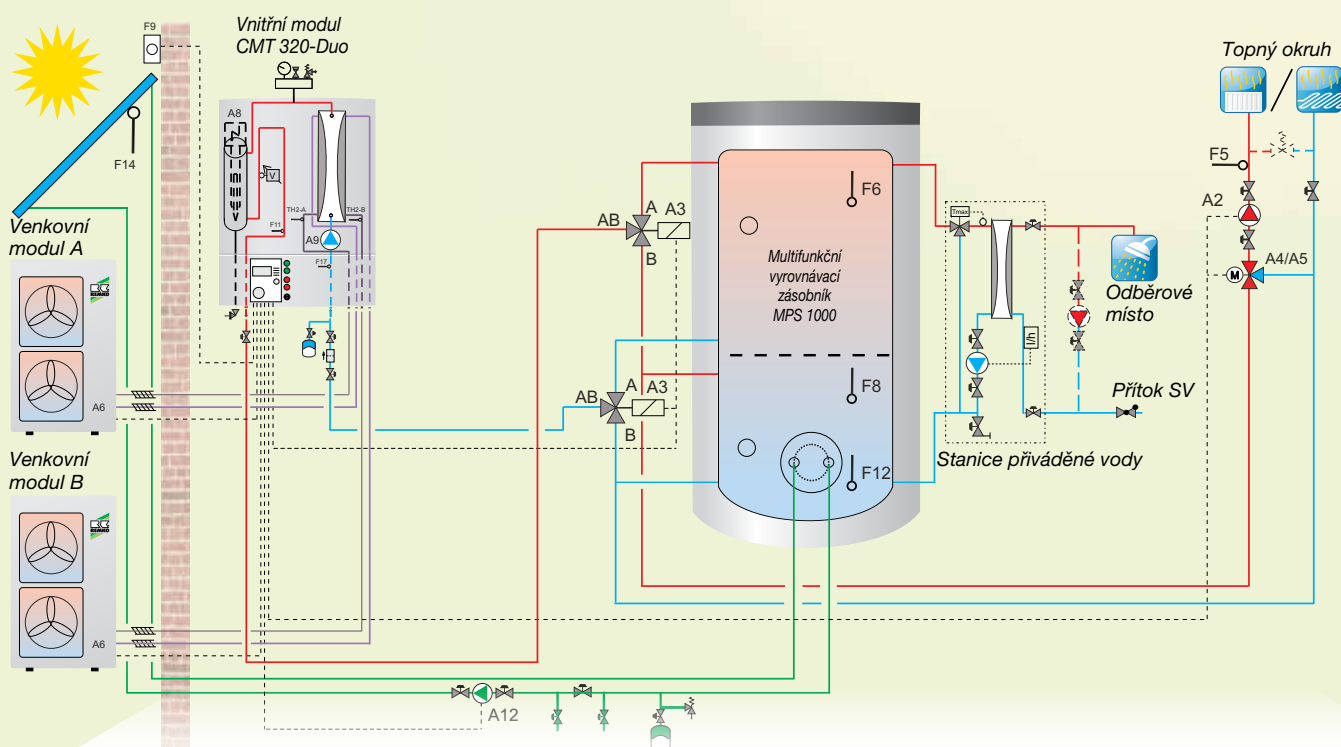 F9
Vnitřní modul
CMT 320-Duo
Topný okruh
A8
F14
V
TH2-A
TH2-B
F11
A9
F17
Venkovní
modul A
REMKO
A6
Venkovní
modul B
REMKO
A6
AB
A
A3
B
AB
A
A3
B
F6
Multifunkční
vyrovnávací
zásobník
MPS 1000
F8
F12
Tmax
l/h
Stanice přiváděné vody
Odběrové
místo
Přítok SV
F5
A2
M
A4/A5
A12